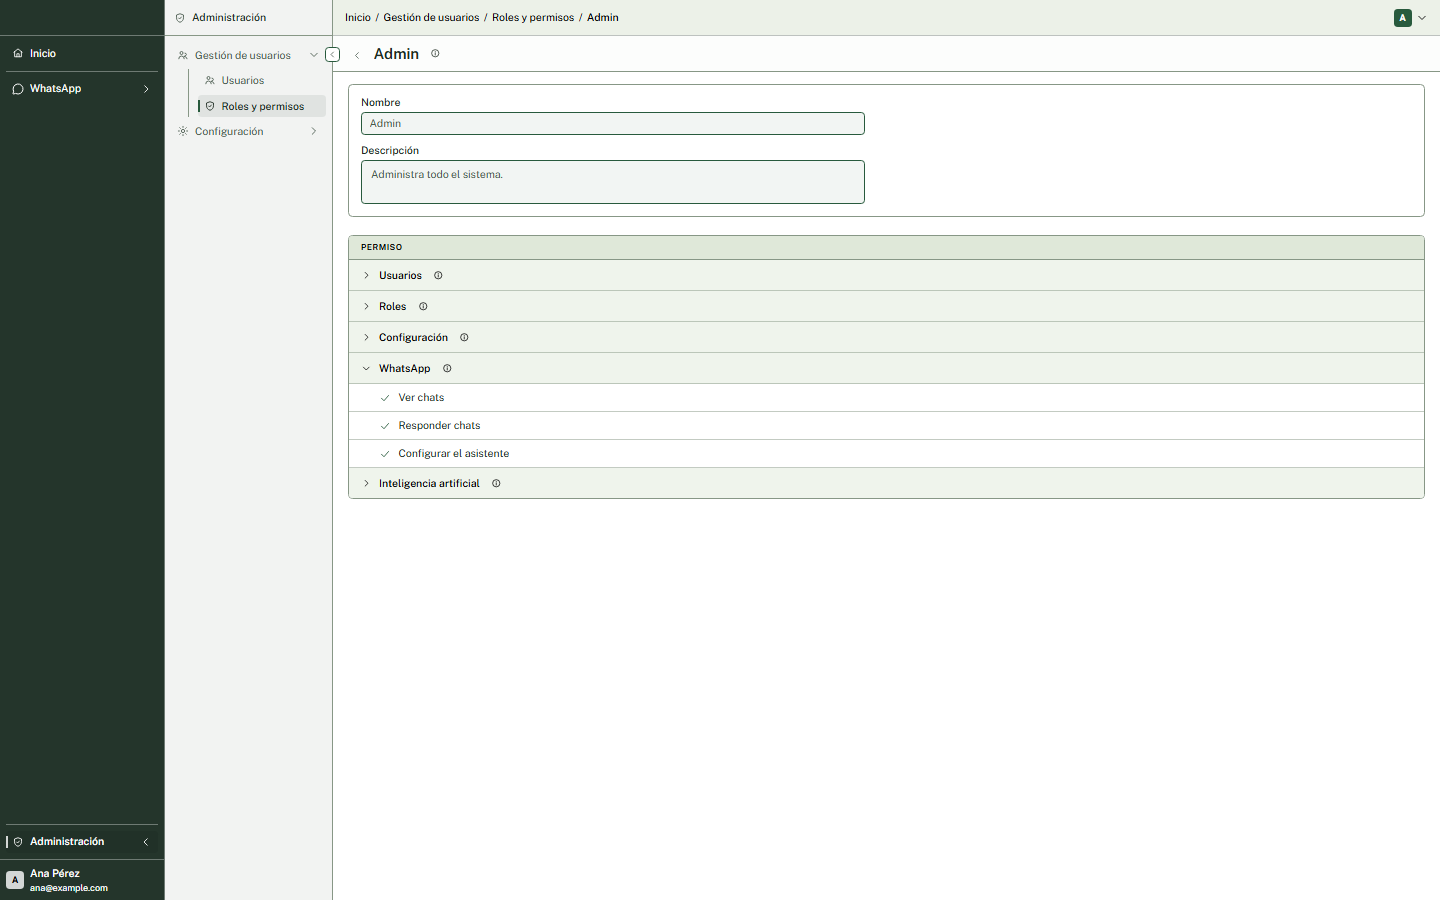 Administración
Inicio / Gestión de usuarios / Roles y permisos / Admin
A
Inicio
WhatsApp
Gestión de usuarios
Usuarios
Roles y permisos
Configuración
Admin
Nombre
Admin
Descripción
Administra todo el sistema.
PERMISO
Usuarios
Roles
Configuración
WhatsApp
Ver chats
Responder chats
Configurar el asistente
Inteligencia artificial
Administración
A
Ana Pérez
ana@example.com